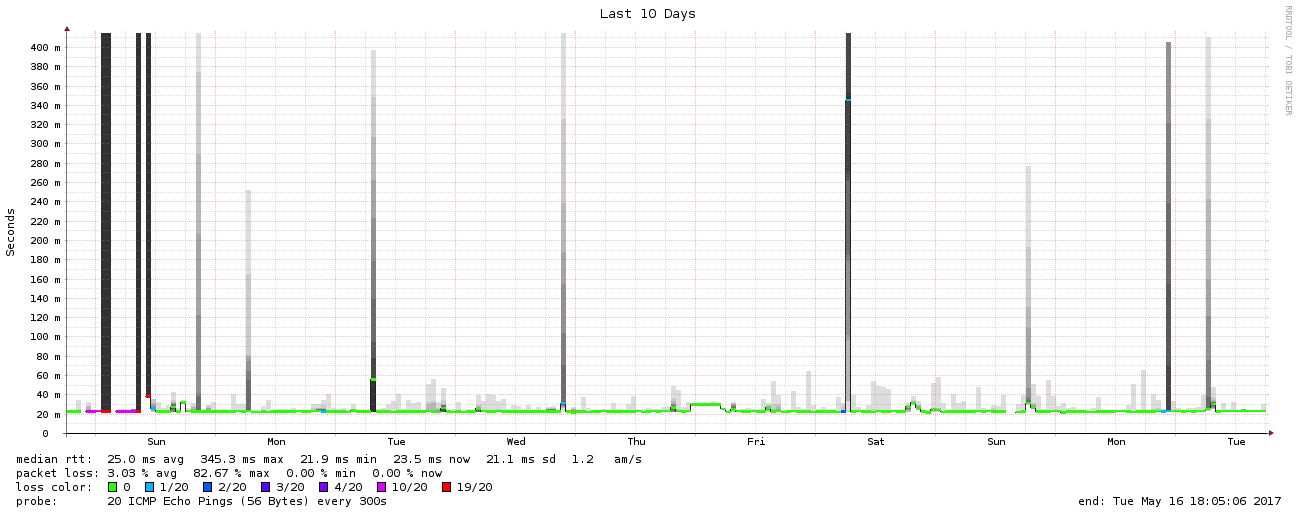 Last 10 Days
RRDTOOL / TOBI OETIKER
Seconds
400 m
380 m
360 m
340 m
320 m
300 m
280 m
260 m
240 m
220 m
200 m
180 m
160 m
140 m
120 m
100 m
80 m
60 m
40 m
20 m
0
Sun Mon Tue Wed Thu Fri Sat Sun Mon Tue
median rtt: 25.0 ms avg 345.3 ms max 21.9 ms min 23.5 ms now 21.1 ms sd 1.2 am/s
packet loss: 3.03 % avg 82.67 % max 0.00 % min 0.00 % now
loss color: 0 1/20 2/20 3/20 4/20 10/20 19/20
probe: 20 ICMP Echo Pings (56 Bytes) every 300s end: Tue May 16 18:05:06 2017